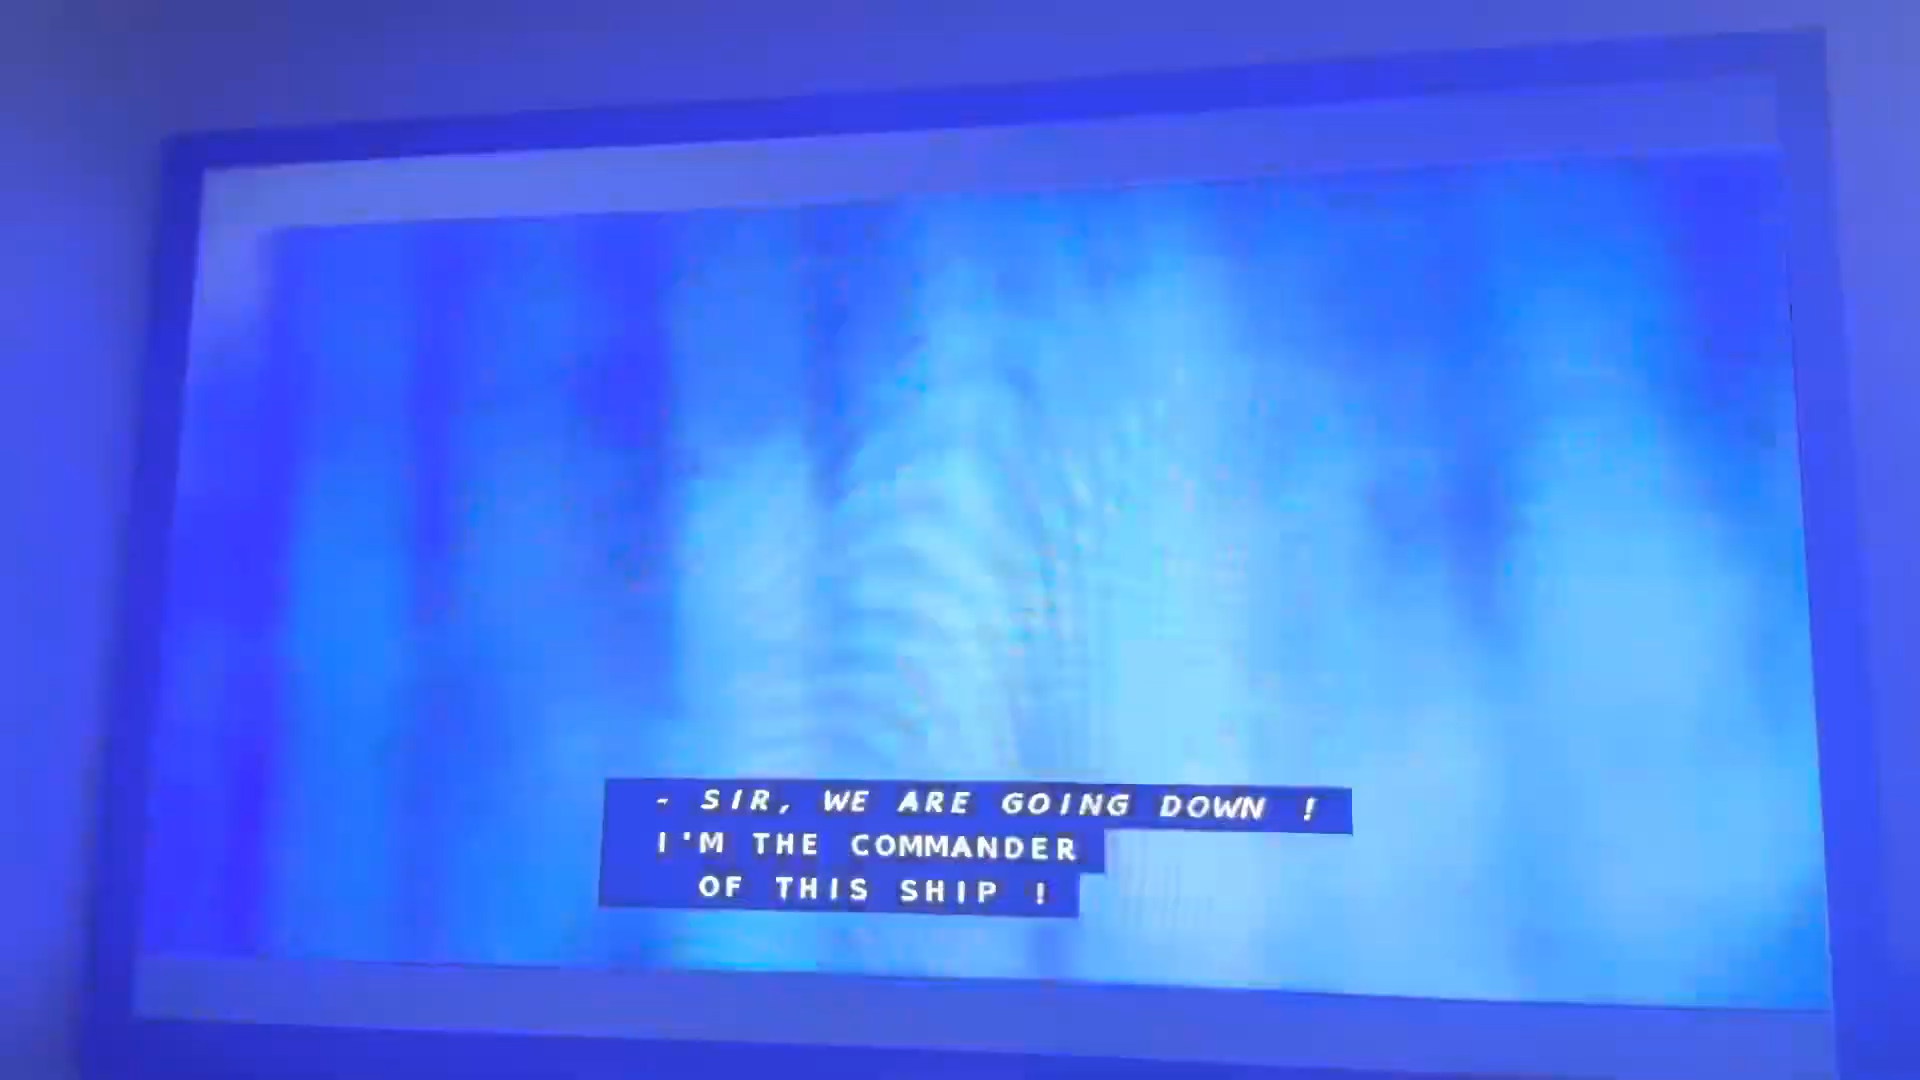 - SIR, WE ARE GOING DOWN !
I'M THE COMMANDER
OF THIS SHIP !